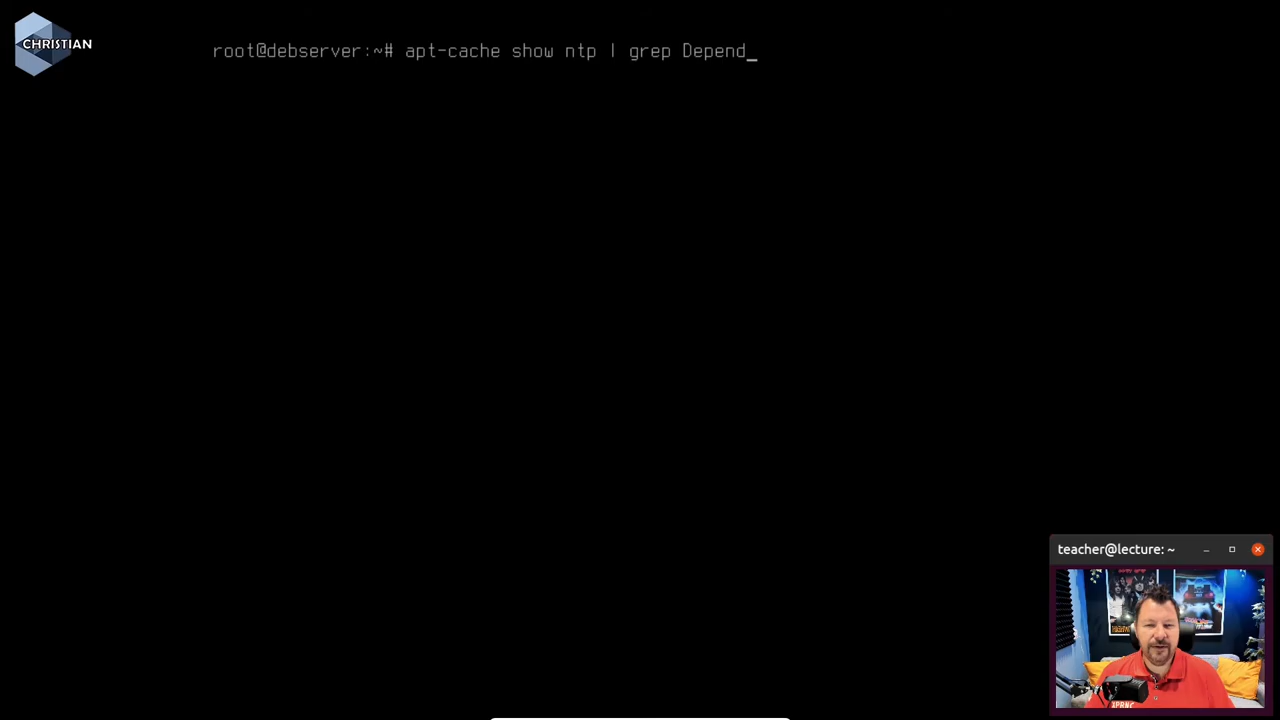 CHRISTIAN
root@debserver:~# apt-cache show ntp | grep Depend_
teacher@lecture: ~